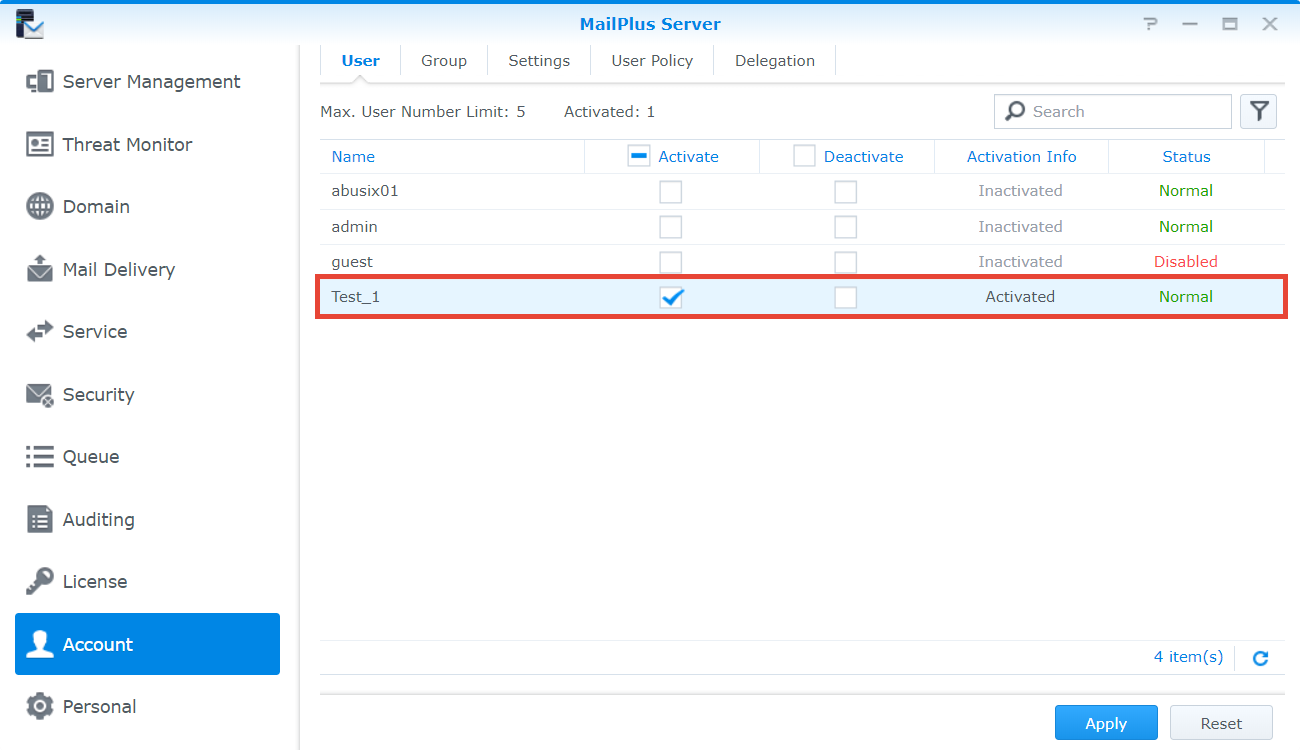 MailPlus Server
Server Management
Threat Monitor
Domain
Mail Delivery
Service
Security
Queue
Auditing
License
Account
Personal
User Group Settings User Policy Delegation
Max. User Number Limit: 5 Activated: 1 Search
Name Activate Deactivate Activation Info Status
abusix01 Inactivated Normal
admin Inactivated Normal
guest Inactivated Disabled
Test_1 Activated Normal
4 item(s)
Apply Reset